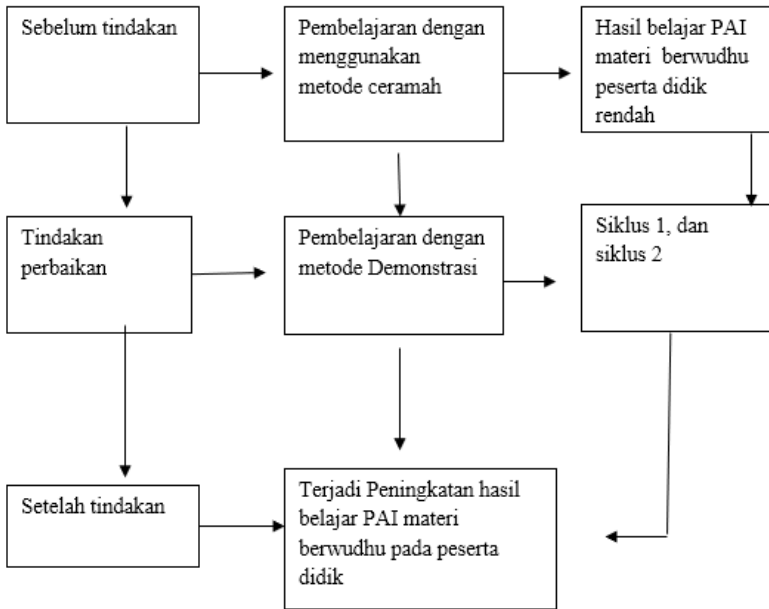 Sebelum tindakan
Pembelajaran dengan
menggunakan
metode ceramah
Hasil belajar PAI
materi berwudhu
peserta didik
rendah
Tindakan
perbaikan
Pembelajaran dengan
metode Demonstrasi
Siklus 1, dan
siklus 2
Setelah tindakan
Terjadi Peningkatan hasil
belajar PAI materi
berwudhu pada peserta
didik